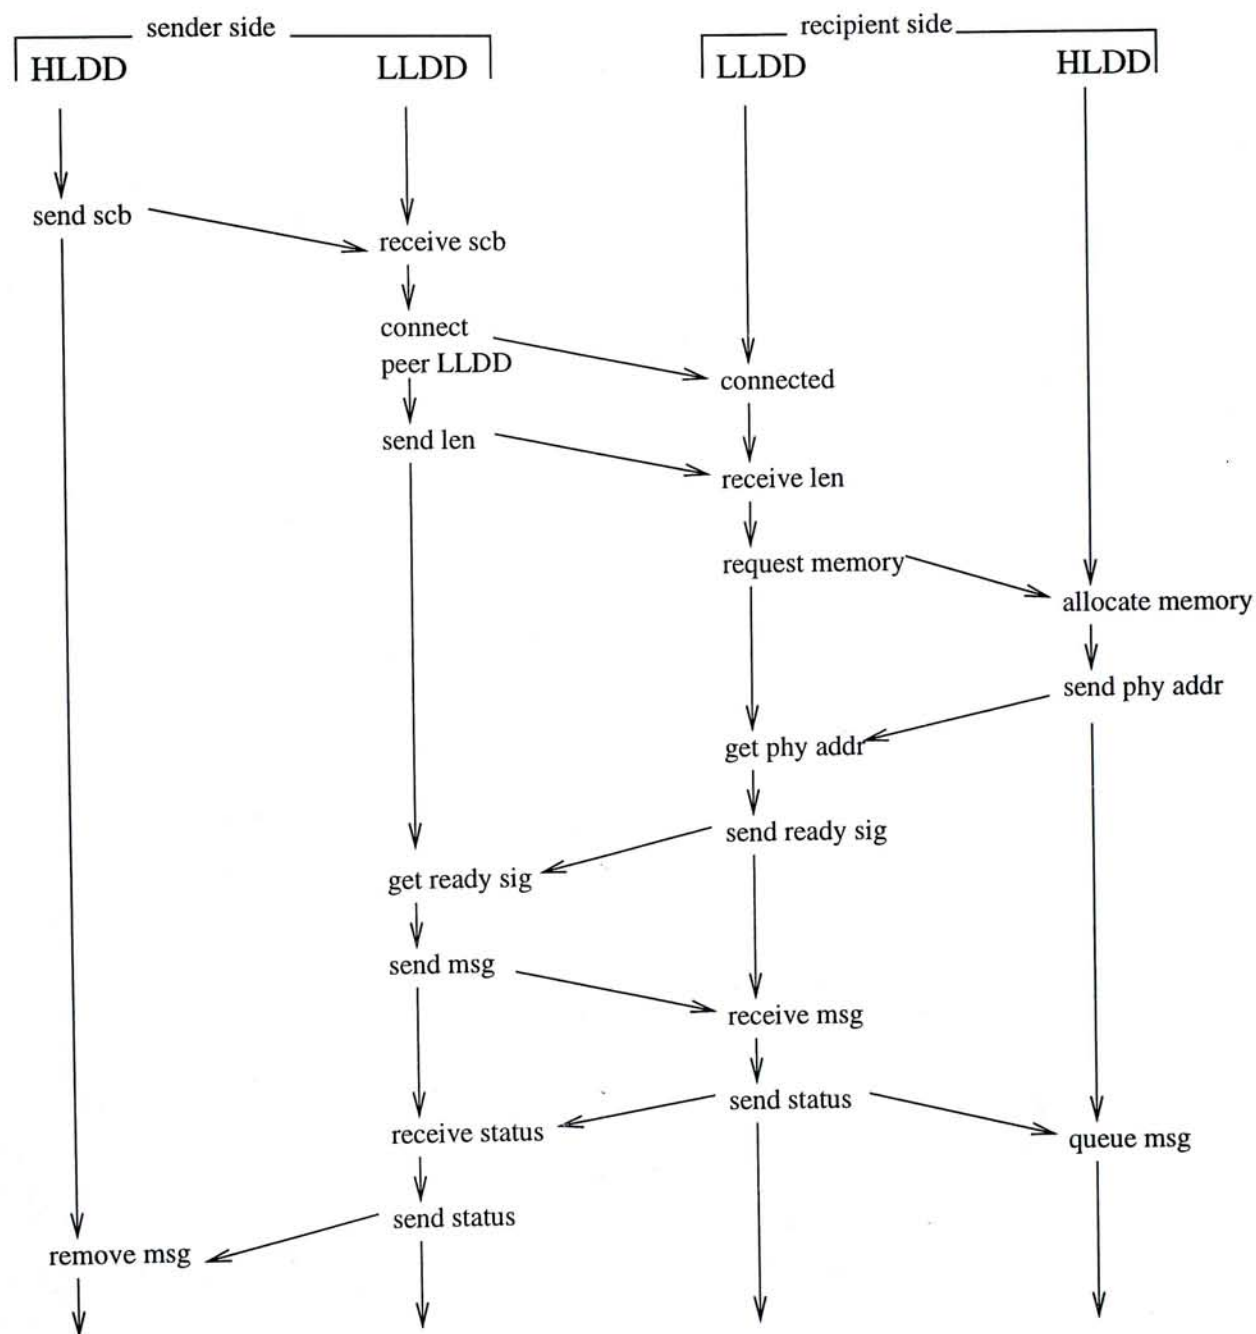 sender side
recipient side
HLDD
LLDD
LLDD
HLDD
send scb
receive scb
connect
peer LLDD
connected
send len
receive len
request memory
allocate memory
send phy addr
get phy addr
send ready sig
get ready sig
send msg
receive msg
send status
receive status
queue msg
send status
remove msg